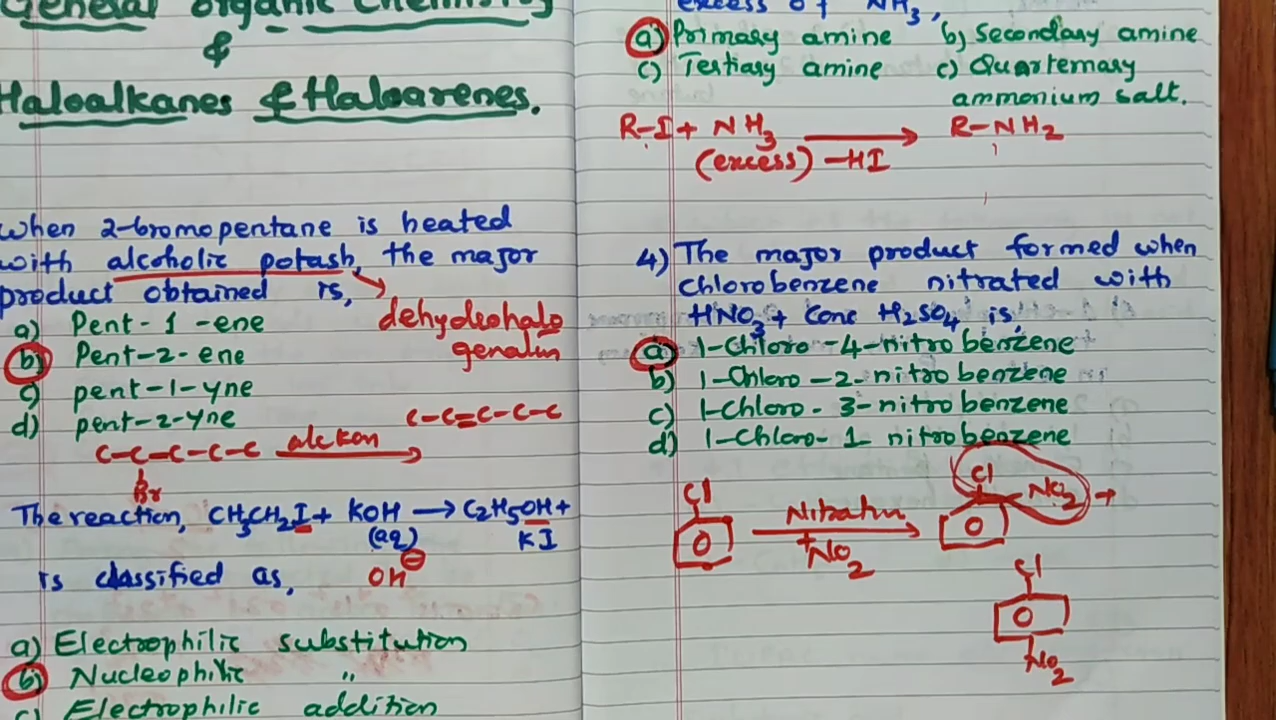 General Organic Chemistry
&
Haloalkanes & Haloarenes.
When 2-bromopentane is heated
with alcoholic potash, the major
product obtained is,
a) Pent-1-ene
b) Pent-2-ene
c) pent-1-yne
d) pent-2-yne
dehydrohalo
genation
C-C=C-C-C
C-C-C-C-C alc KOH
Br
The reaction, CH3CH2I + KOH → C2H5OH +
(aq) KI
is classified as, OH⊖
a) Electrophilic substitution
b) Nucleophilic "
c) Electrophilic addition
excess of NH3,
a) Primary amine b) Secondary amine
c) Tertiary amine c) Quarternary
ammonium salt.
R-I + NH3 → R-NH2
(excess) -HI
4) The major product formed when
chlorobenzene nitrated with
HNO3 + Conc H2SO4 is,
a) 1-Chloro-4-nitrobenzene
b) 1-Chloro-2-nitrobenzene
c) 1-Chloro-3-nitrobenzene
d) 1-Chloro-1-nitrobenzene
Cl Nitration Cl NO2 +
+NO2
Cl
NO2